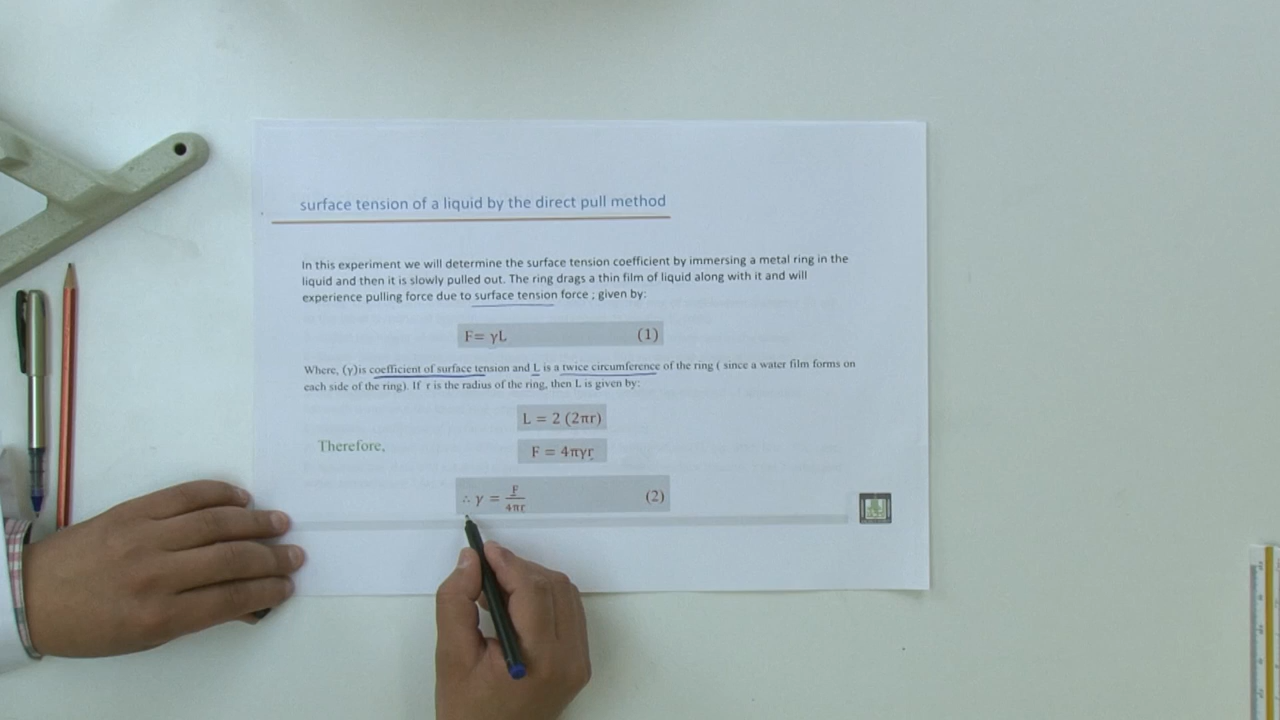 surface tension of a liquid by the direct pull method
In this experiment we will determine the surface tension coefficient by immersing a metal ring in the
liquid and then it is slowly pulled out. The ring drags a thin film of liquid along with it and will
experience pulling force due to surface tension force ; given by:
F= γL (1)
Where, (γ)is coefficient of surface tension and L is a twice circumference of the ring ( since a water film forms on
each side of the ring). If r is the radius of the ring, then L is given by:
L = 2 (2πr)
Therefore,
F = 4πγr
∴ γ = F/4πr (2)